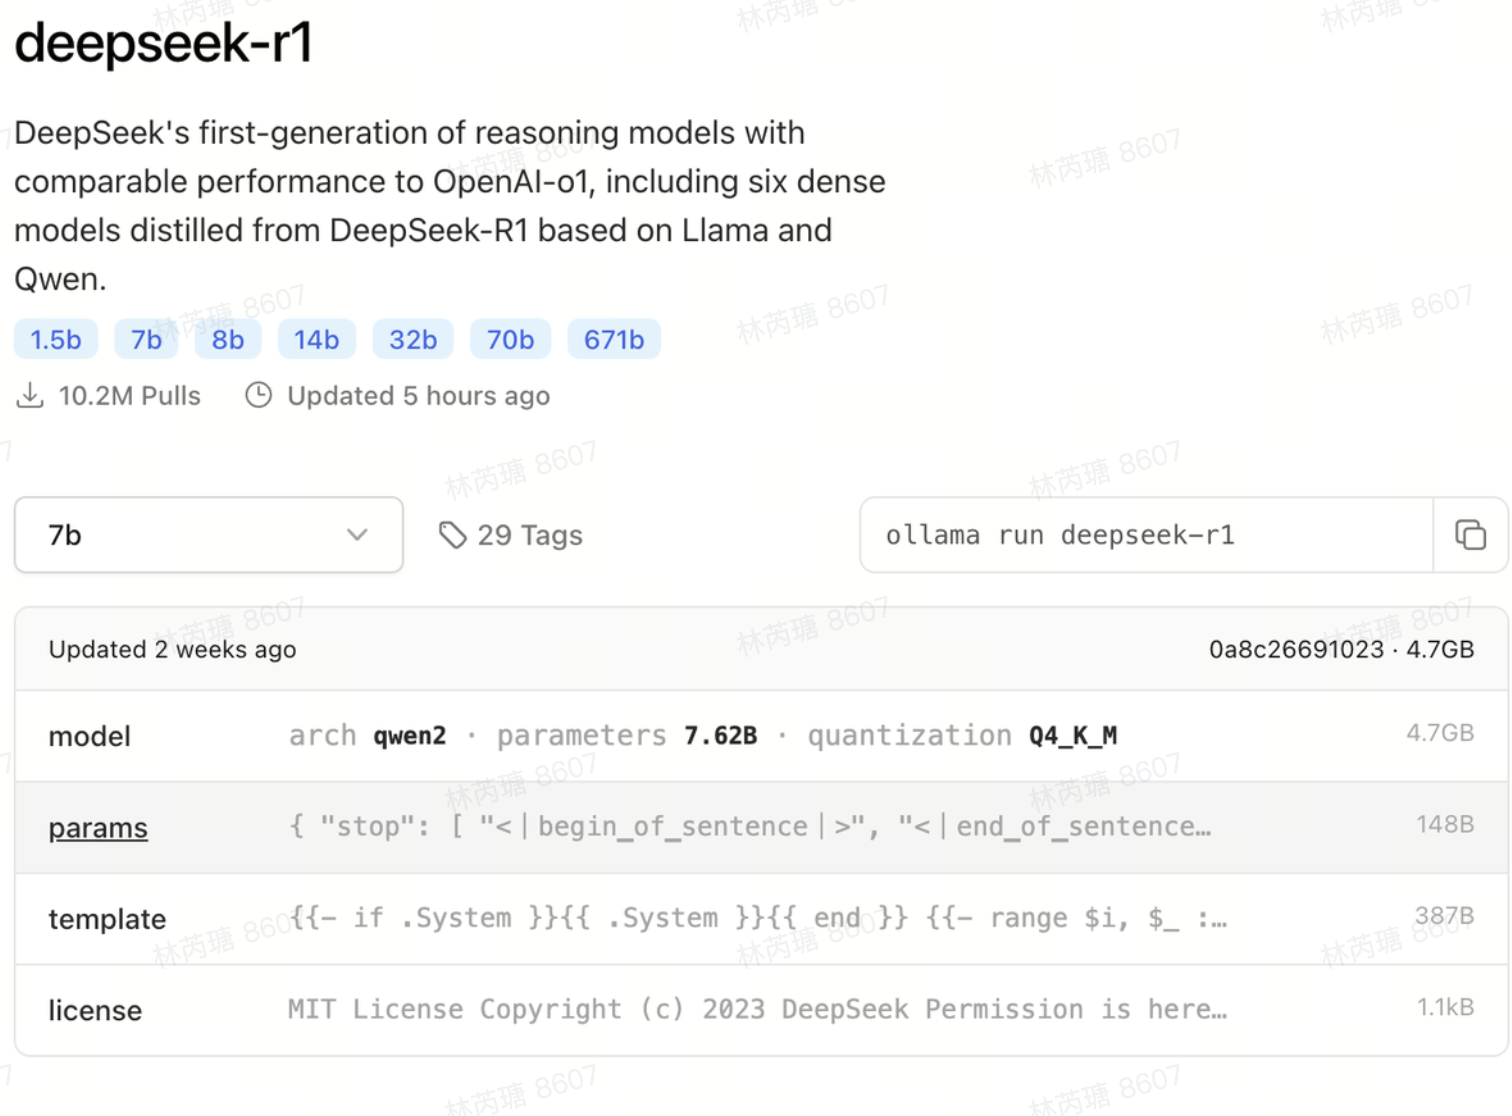 deepseek-r1
DeepSeek's first-generation of reasoning models with
comparable performance to OpenAI-o1, including six dense
models distilled from DeepSeek-R1 based on Llama and
Qwen.
1.5b 7b 8b 14b 32b 70b 671b
10.2M Pulls Updated 5 hours ago
7b 29 Tags ollama run deepseek-r1
Updated 2 weeks ago 0a8c26691023 · 4.7GB
model arch qwen2 · parameters 7.62B · quantization Q4_K_M 4.7GB
params { "stop": [ "<｜begin_of_sentence｜>", "<｜end_of_sentence… 148B
template {{- if .System }}{{ .System }}{{ end }} {{- range $i, $_ :… 387B
license MIT License Copyright (c) 2023 DeepSeek Permission is here… 1.1kB
林芮瑭 8607